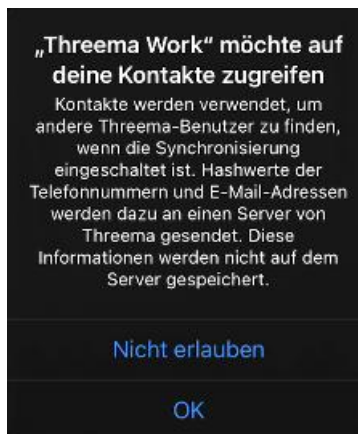 „Threema Work“ möchte auf
deine Kontakte zugreifen
Kontakte werden verwendet, um
andere Threema-Benutzer zu finden,
wenn die Synchronisierung
eingeschaltet ist. Hashwerte der
Telefonnummern und E-Mail-Adressen
werden dazu an einen Server von
Threema gesendet. Diese
Informationen werden nicht auf dem
Server gespeichert.
Nicht erlauben
OK